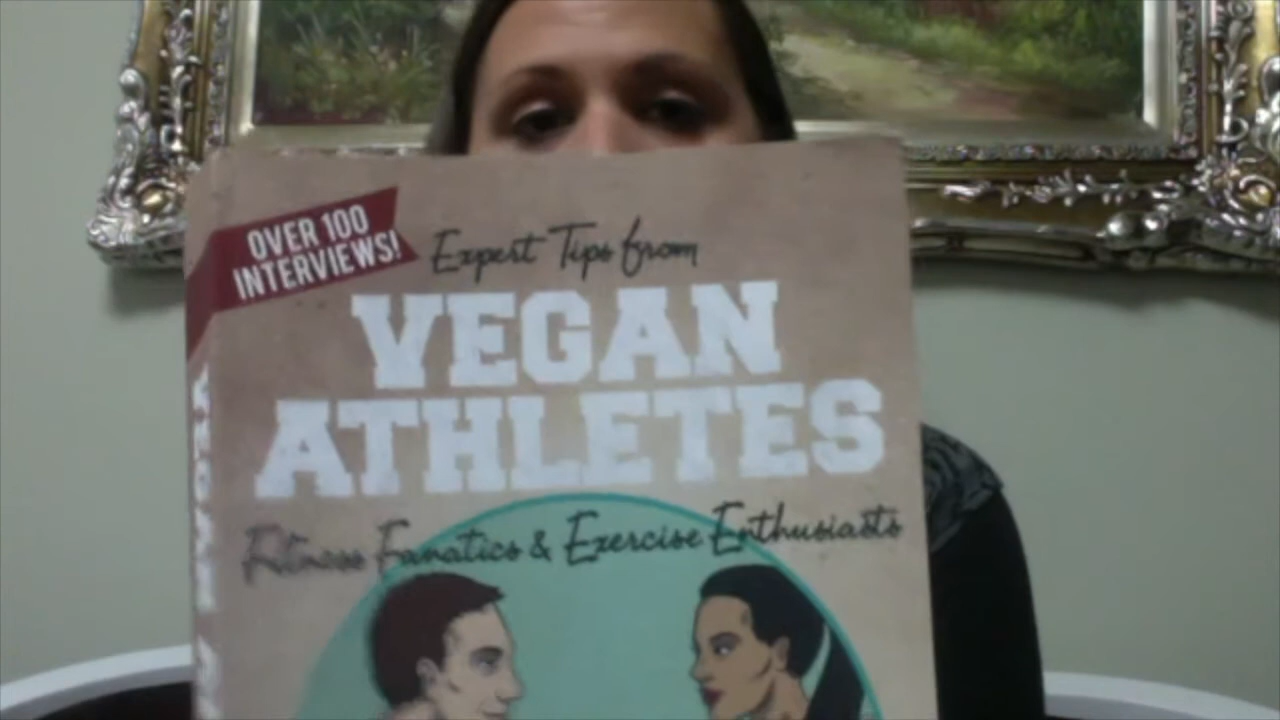 OVER 100
INTERVIEWS!
Expert Tips from
VEGAN
ATHLETES
Fitness Fanatics & Exercise Enthusiasts